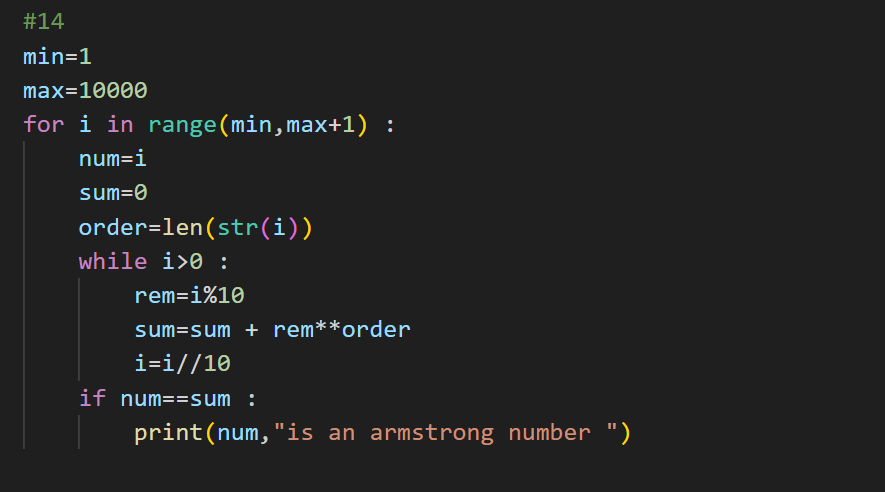 #14
min=1
max=10000
for i in range(min,max+1) :
    num=i
    sum=0
    order=len(str(i))
    while i>0 :
        rem=i%10
        sum=sum + rem**order
        i=i//10
    if num==sum :
        print(num,"is an armstrong number ")